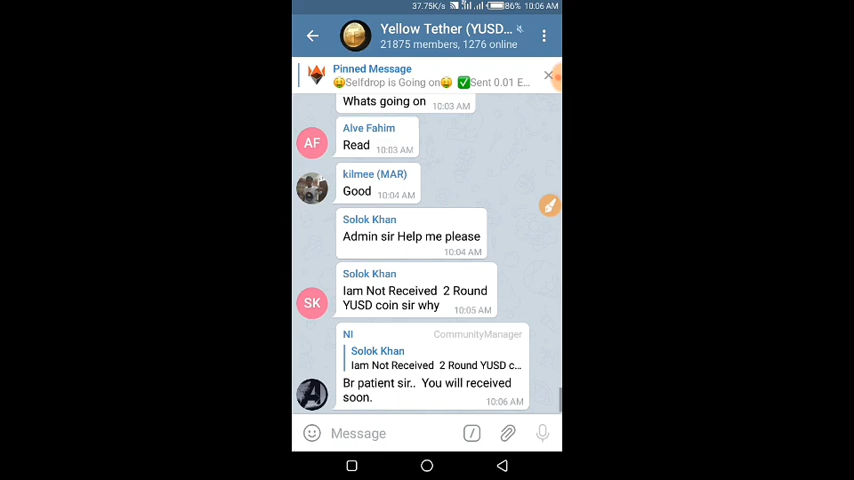 37.75K/s 86% 10:06 AM
Yellow Tether (YUSD...
21875 members, 1276 online
Pinned Message
🤑Selfdrop is Going on🤑 ✅Sent 0.01 E...
Whats going on 10:03 AM
Alve Fahim
AF
Read 10:03 AM
kilmee (MAR)
Good 10:04 AM
Solok Khan
Admin sir Help me please
10:04 AM
Solok Khan
Iam Not Received 2 Round
SK
YUSD coin sir why 10:05 AM
NI CommunityManager
Solok Khan
Iam Not Received 2 Round YUSD c...
Br patient sir.. You will received
soon. 10:06 AM
Message